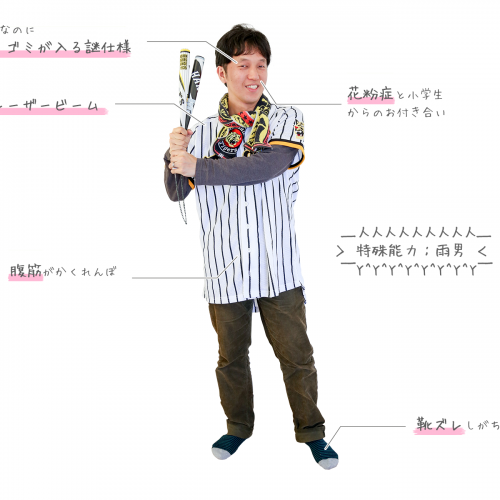 なのに
ゴミが入る謎仕様
ーザービーム
花粉症と小学生
からのお付き合い
腹筋がかくれんぼ
＿人人人人人人人人人＿
＞ 特殊能力；雨男 ＜
￣Y^Y^Y^Y^Y^Y^Y^Y￣
靴ズレしがち
Tigers